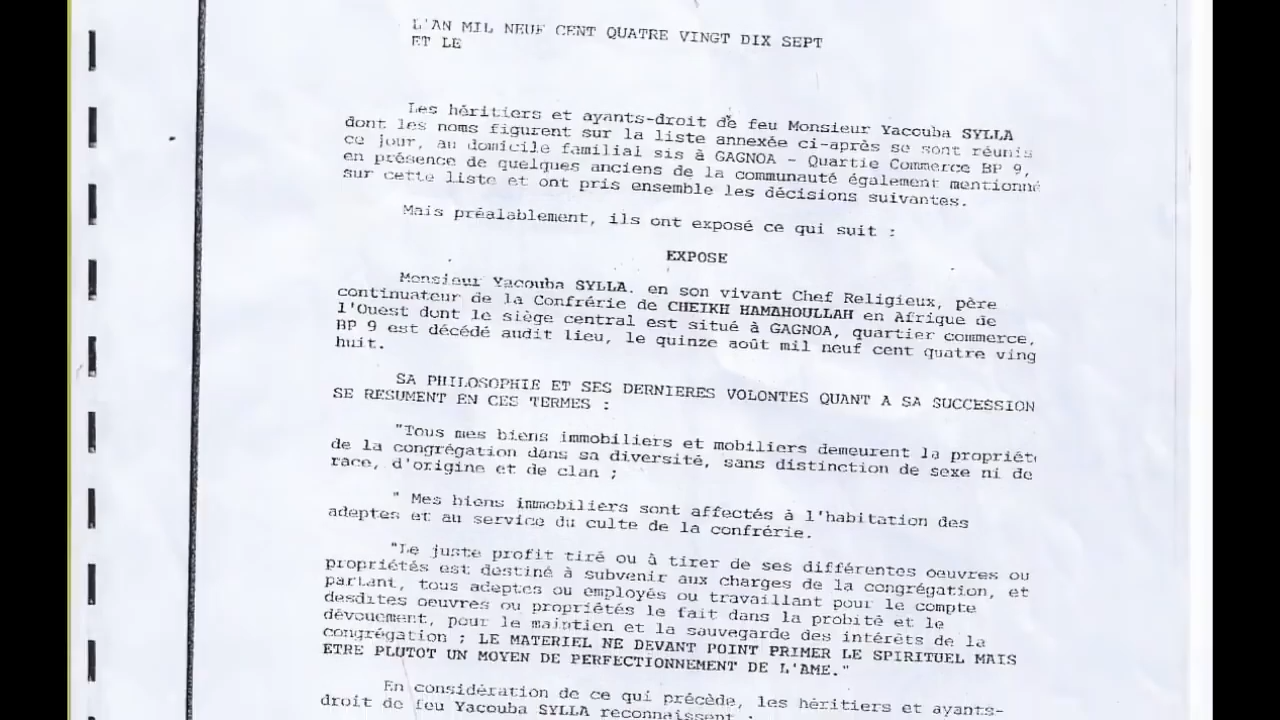 L'AN MIL NEUF CENT QUATRE VINGT DIX SEPT
ET LE
Les héritiers et ayants-droit de feu Monsieur Yacouba SYLLA
dont les noms figurent sur la liste annexée ci-après se sont réunis
ce jour, au domicile familial sis à GAGNOA - Quartie Commerce BP 9,
en présence de quelques anciens de la communauté également mentionné
sur cette liste et ont pris ensemble les décisions suivantes.
Mais préalablement, ils ont exposé ce qui suit :
EXPOSE
Monsieur Yacouba SYLLA. en son vivant Chef Religieux, père
continuateur de la Confrérie de CHEIKH HAMAHOULLAH en Afrique de
l'Ouest dont le siège central est situé à GAGNOA, quartier commerce,
BP 9 est décédé audit lieu, le quinze août mil neuf cent quatre ving
huit.
SA PHILOSOPHIE ET SES DERNIERES VOLONTES QUANT A SA SUCCESSION
SE RESUMENT EN CES TERMES :
"Tous mes biens immobiliers et mobiliers demeurent la propriét
de la congrégation dans sa diversité, sans distinction de sexe ni de
race, d'origine et de clan ;
" Mes biens immobiliers sont affectés à l'habitation des
adeptes et au service du culte de la confrérie.
"Le juste profit tiré ou à tirer de ses différentes oeuvres ou
propriétés est destiné à subvenir aux charges de la congrégation, et
partant, tous adeptes ou employés ou travaillant pour le compte
desdites oeuvres ou propriétés le fait dans la probité et le
dévouement, pour le maintien et la sauvegarde des intérêts de la
congrégation ; LE MATERIEL NE DEVANT POINT PRIMER LE SPIRITUEL MAIS
ETRE PLUTOT UN MOYEN DE PERFECTIONNEMENT DE L'AME."
En considération de ce qui précède, les héritiers et ayants-
droit de feu Yacouba SYLLA reconnaissent :